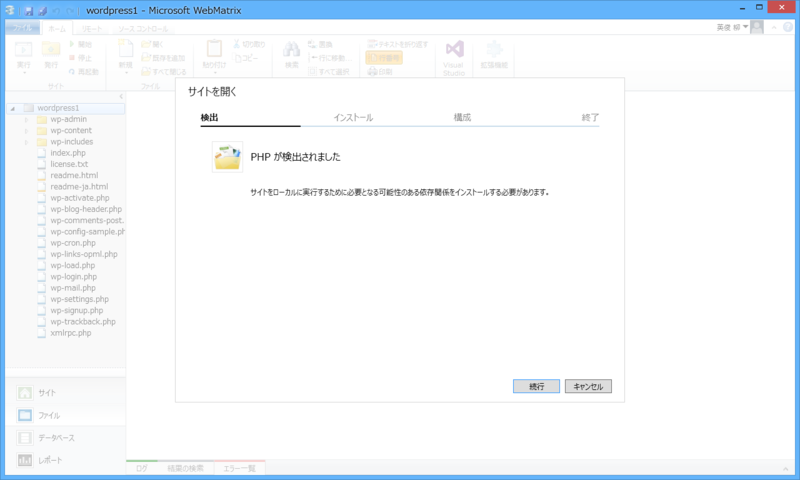 wordpress1 - Microsoft WebMatrix
ファイル ホーム リモート ソース コントロール
英俊 柳
実行 発行 開始 停止 再起動
サイト
新規 開く 既存を追加 すべて閉じる
ファイル
貼り付け 切り取り コピー
検索 置換 行に移動... すべて選択
テキストを折り返す 行番号 印刷
Visual Studio
拡張機能
wordpress1
wp-admin
wp-content
wp-includes
index.php
license.txt
readme.html
readme-ja.html
wp-activate.php
wp-blog-header.php
wp-comments-post.
wp-config-sample.ph
wp-cron.php
wp-links-opml.php
wp-load.php
wp-login.php
wp-mail.php
wp-settings.php
wp-signup.php
wp-trackback.php
xmlrpc.php
サイト
ファイル
データベース
レポート
サイトを開く
検出 インストール 構成 終了
PHP が検出されました
サイトをローカルに実行するために必要となる可能性のある依存関係をインストールする必要があります。
続行 キャンセル
ログ 結果の検索 エラー一覧